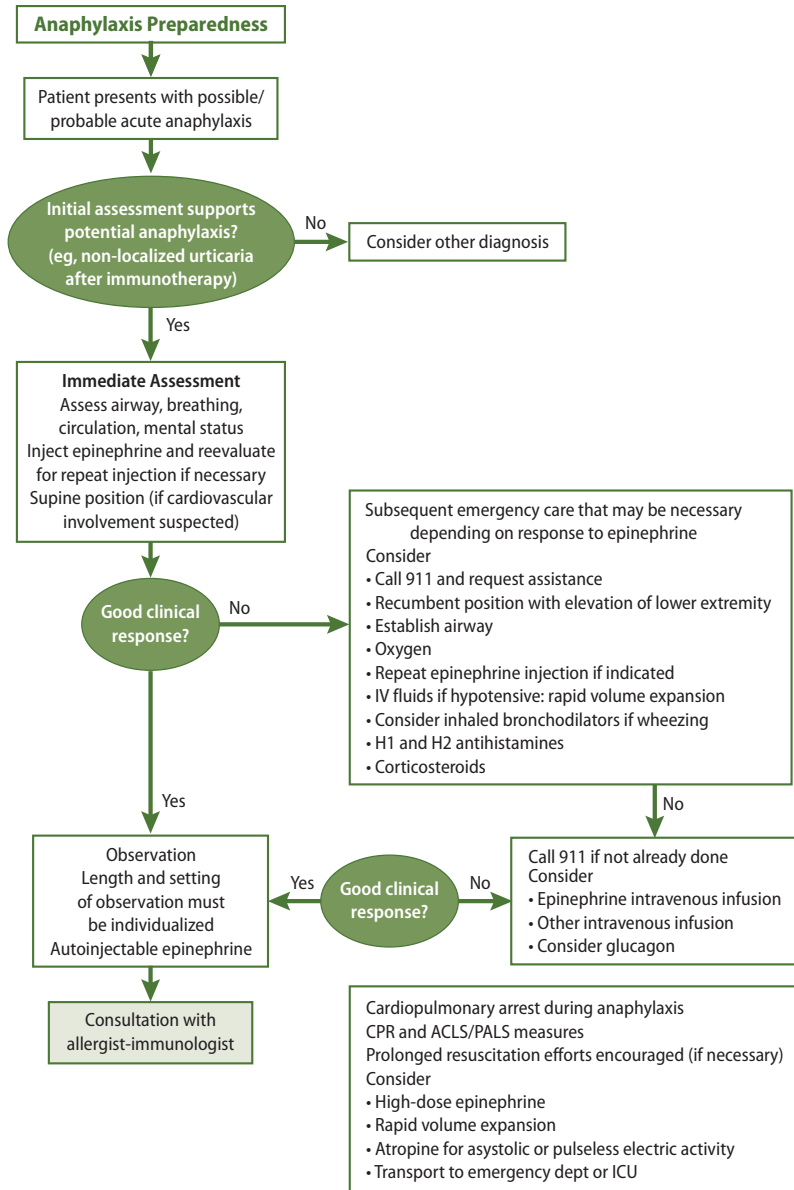 Anaphylaxis Preparedness
Patient presents with possible/
probable acute anaphylaxis
Initial assessment supports
potential anaphylaxis?
(eg, non-localized urticaria
after immunotherapy)
No
Consider other diagnosis
Yes
Immediate Assessment
Assess airway, breathing,
circulation, mental status
Inject epinephrine and reevaluate
for repeat injection if necessary
Supine position (if cardiovascular
involvement suspected)
Good clinical
response?
No
Subsequent emergency care that may be necessary
depending on response to epinephrine
Consider
• Call 911 and request assistance
• Recumbent position with elevation of lower extremity
• Establish airway
• Oxygen
• Repeat epinephrine injection if indicated
• IV fluids if hypotensive: rapid volume expansion
• Consider inhaled bronchodilators if wheezing
• H1 and H2 antihistamines
• Corticosteroids
No
Yes
Observation
Length and setting
of observation must
be individualized
Autoinjectable epinephrine
Yes
Good clinical
response?
No
Call 911 if not already done
Consider
• Epinephrine intravenous infusion
• Other intravenous infusion
• Consider glucagon
Consultation with
allergist-immunologist
Cardiopulmonary arrest during anaphylaxis
CPR and ACLS/PALS measures
Prolonged resuscitation efforts encouraged (if necessary)
Consider
• High-dose epinephrine
• Rapid volume expansion
• Atropine for asystolic or pulseless electric activity
• Transport to emergency dept or ICU